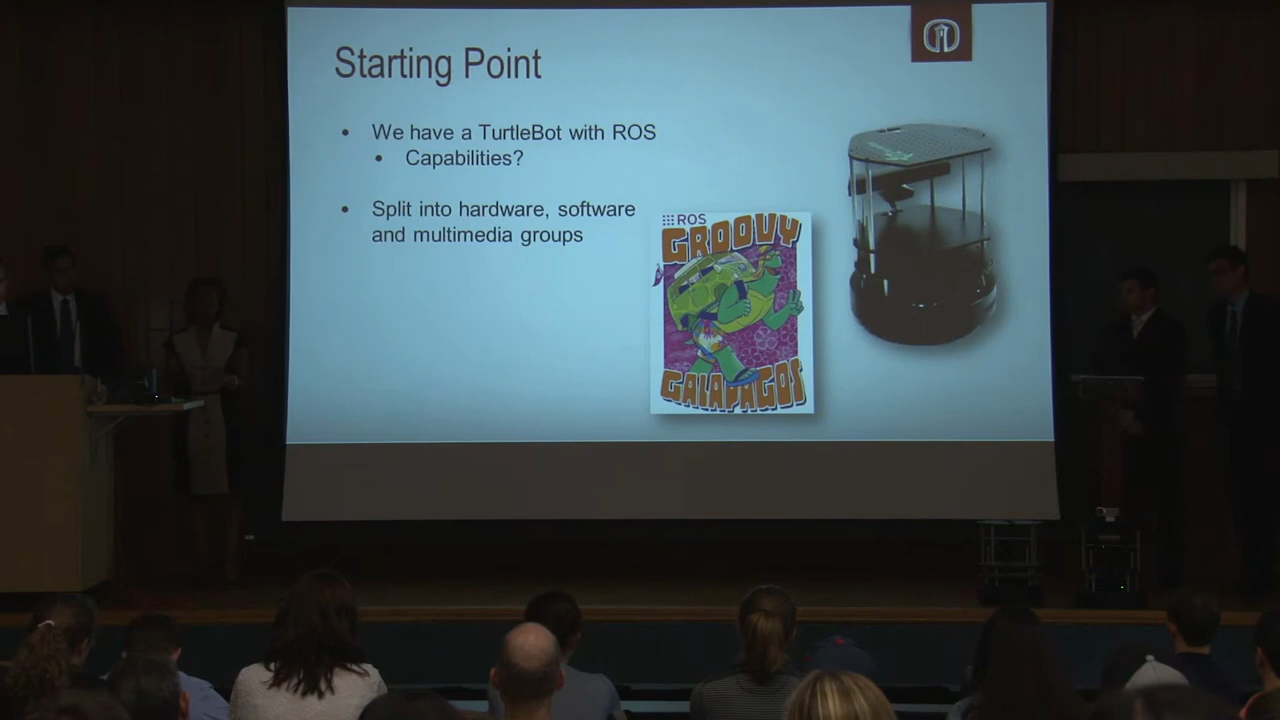 Starting Point
• We have a TurtleBot with ROS
• Capabilities?
• Split into hardware, software
and multimedia groups
ROS
GROOVY
GALAPAGOS